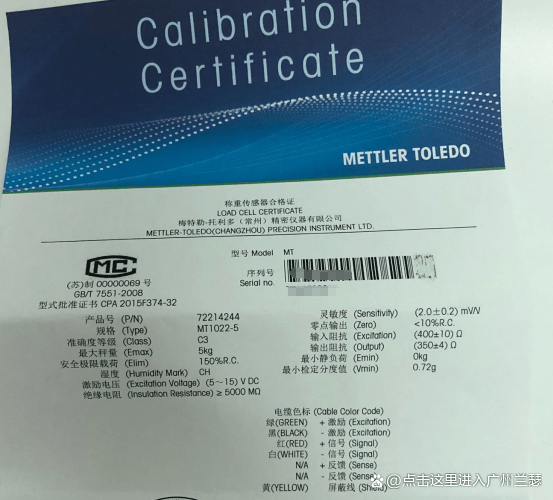 Calibration
Certificate
METTLER TOLEDO
称重传感器合格证
LOAD CELL CERTIFICATE
梅特勒-托利多（常州）精密仪器有限公司
METTLER-TOLEDO(CHANGZHOU) PRECISION INSTRUMENT LTD.
MC
(苏)制 00000069 号
GB/T 7551-2008
型式批准证书 CPA 2015F374-32
型号 Model MT
序列号
Serial no.
产品号 (P/N) 72214244
规格 (Type) MT1022-5
准确度等级 (Class) C3
最大秤量 (Emax) 5kg
安全极限载荷 (Elim) 150%R.C.
湿度 (Humidity Mark) CH
激励电压 (Excitation Voltage) (5~15) V DC
绝缘电阻 (Insulation Resistance) ≥ 5000 MΩ
灵敏度 (Sensitivity) (2.0±0.2) mV/V
零点输出 (Zero) <10%R.C.
输入阻抗 (Excitation) (400±10) Ω
输出阻抗 (Output) (350±4) Ω
最小静负荷 (Emin) 0kg
最小检定分度值 (Vmin) 0.72g
电缆色标 (Cable Color Code)
绿(GREEN) + 激励 (Excitation)
黑(BLACK) - 激励 (Excitation)
红(RED) + 信号 (Signal)
白(WHITE) - 信号 (Signal)
N/A + 反馈 (Sense)
N/A - 反馈 (Sense)
黄(YELLOW) 屏蔽线 (Shield)
点击这里进入广州兰瑟